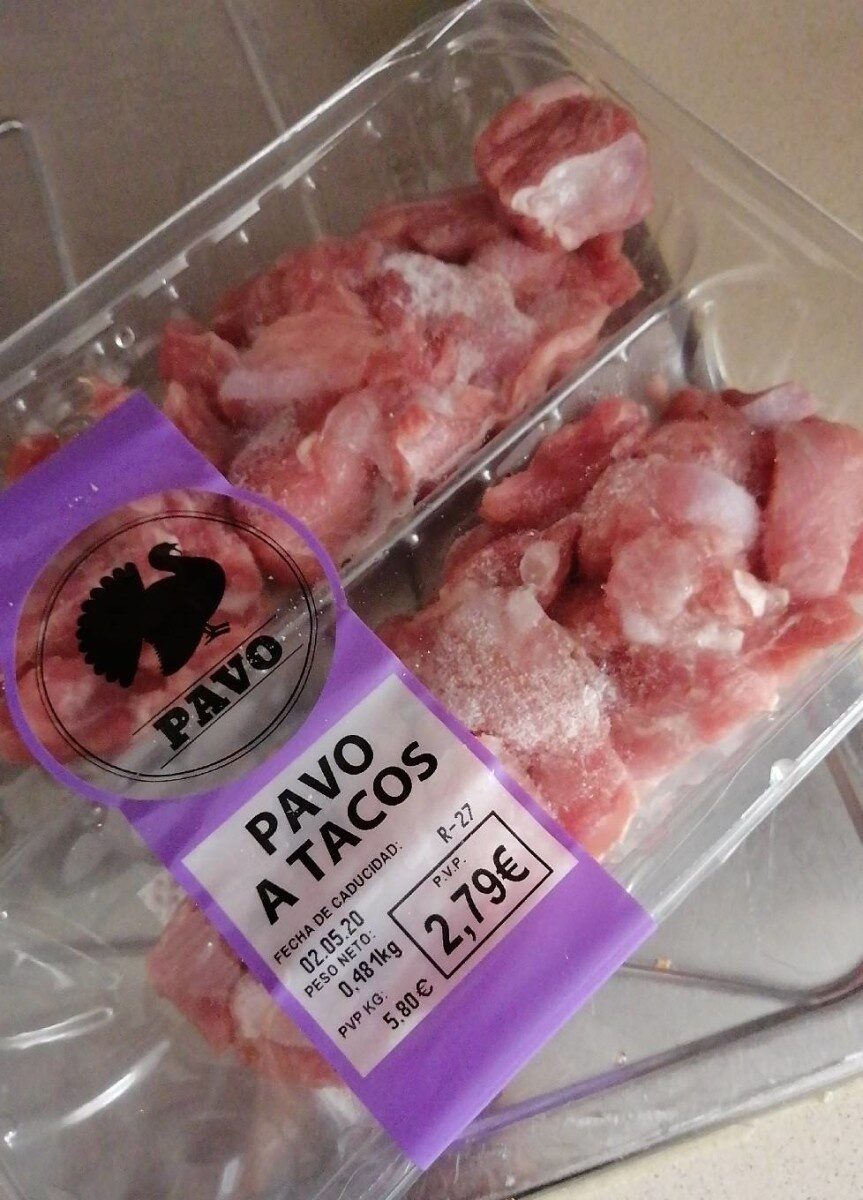 PAVO
PAVO
A TACOS
FECHA DE CADUCIDAD: R-27
02.05.20
PESO NETO:
0,481kg
PVP KG:
5,80€
P.V.P.:
2,79€